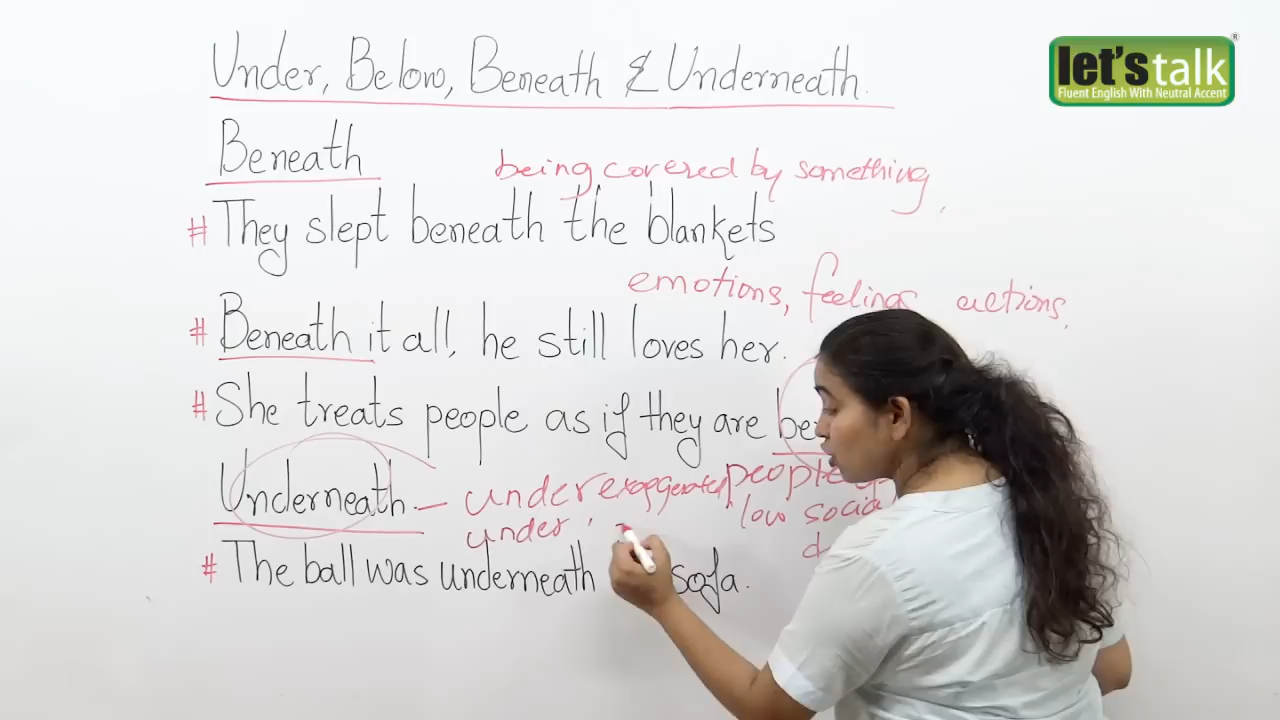 Under, Below, Beneath & Underneath.
let's talk
®
Fluent English With Neutral Accent
Beneath
being covered by something,
# They slept beneath the blankets
emotions, feelings actions,
# Beneath it all, he still loves her.
# She treats people as if they are
Underneath - under exaggerated people
under low social
# The ball was underneath sofa.